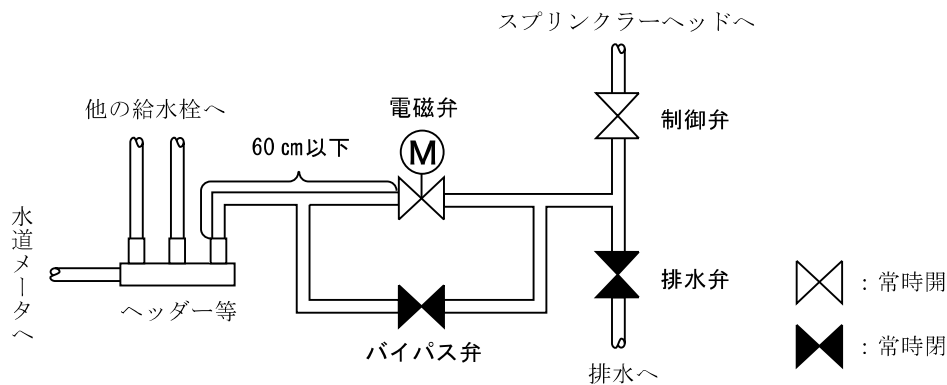 スプリンクラーヘッドへ
他の給水栓へ
電磁弁
制御弁
60 cm以下
M
水道メータへ
ヘッダー等
バイパス弁
排水弁
排水へ
：常時開
：常時閉